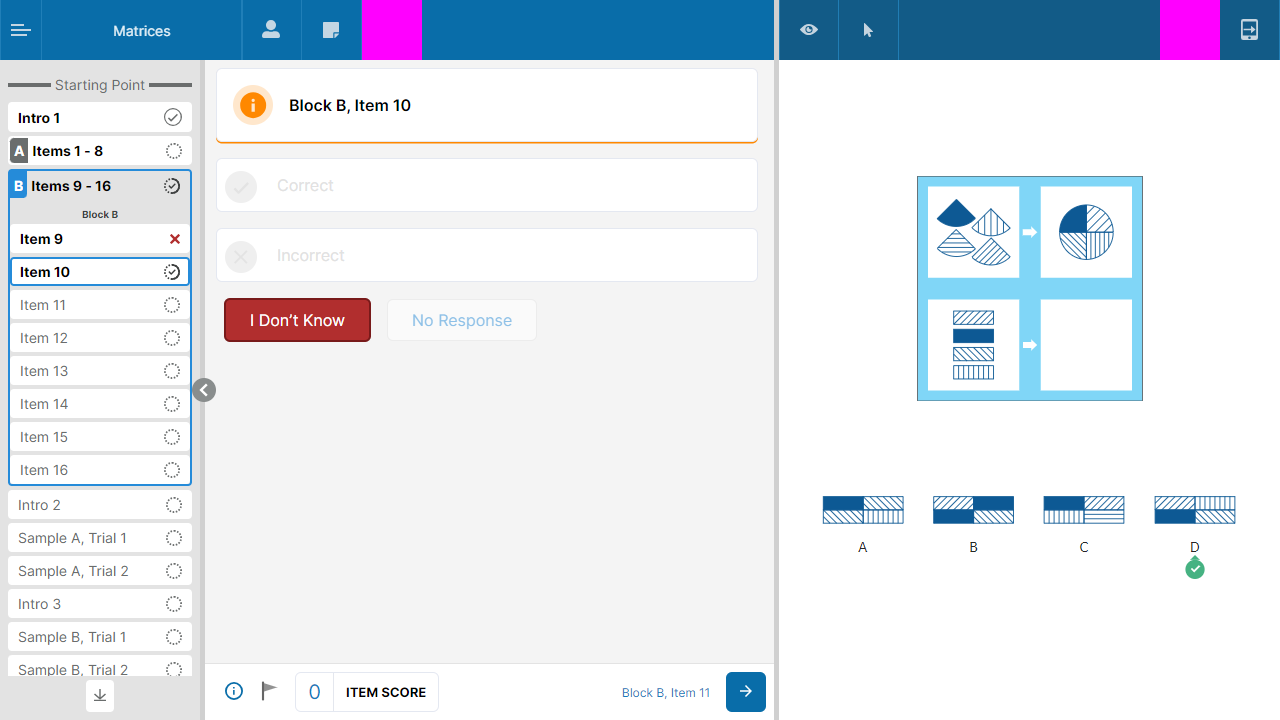 Matrices
Starting Point
Intro 1
A Items 1 - 8
B Items 9 - 16
Block B
Item 9
Item 10
Item 11
Item 12
Item 13
Item 14
Item 15
Item 16
Intro 2
Sample A, Trial 1
Sample A, Trial 2
Intro 3
Sample B, Trial 1
Sample B, Trial 2
Block B, Item 10
Correct
Incorrect
I Don’t Know
No Response
0 ITEM SCORE
Block B, Item 11
A B C D